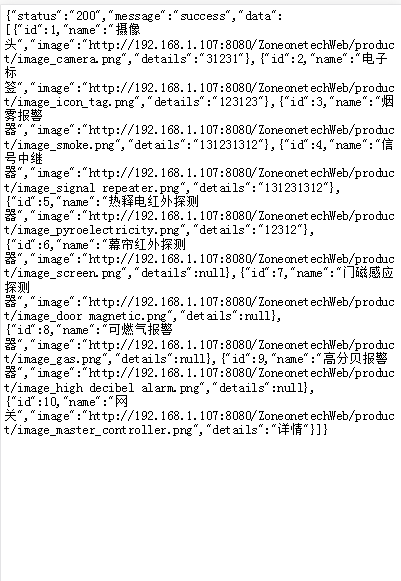 {"status":"200","message":"success","data":
[{"id":1,"name":"摄像
头","image":"http://192.168.1.107:8080/ZoneonetechWeb/produc
t/image_camera.png","details":"31231"},{"id":2,"name":"电子
标
签","image":"http://192.168.1.107:8080/ZoneonetechWeb/produc
t/image_icon_tag.png","details":"123123"},{"id":3,"name":"烟
雾报警
器","image":"http://192.168.1.107:8080/ZoneonetechWeb/produc
t/image_smoke.png","details":"131231312"},{"id":4,"name":"信
号中继
器","image":"http://192.168.1.107:8080/ZoneonetechWeb/produc
t/image_signal repeater.png","details":"131231312"},
{"id":5,"name":"热释电红外探测
器","image":"http://192.168.1.107:8080/ZoneonetechWeb/produc
t/image_pyroelectricity.png","details":"12312"},
{"id":6,"name":"幕帘红外探测
器","image":"http://192.168.1.107:8080/ZoneonetechWeb/produc
t/image_screen.png","details":null},{"id":7,"name":"门磁感应
探测
器","image":"http://192.168.1.107:8080/ZoneonetechWeb/produc
t/image_door magnetic.png","details":null},
{"id":8,"name":"可燃气报警
器","image":"http://192.168.1.107:8080/ZoneonetechWeb/produc
t/image_gas.png","details":null},{"id":9,"name":"高分贝报警
器","image":"http://192.168.1.107:8080/ZoneonetechWeb/produc
t/image_high decibel alarm.png","details":null},
{"id":10,"name":"网
关","image":"http://192.168.1.107:8080/ZoneonetechWeb/produc
t/image_master_controller.png","details":"详情"}]}